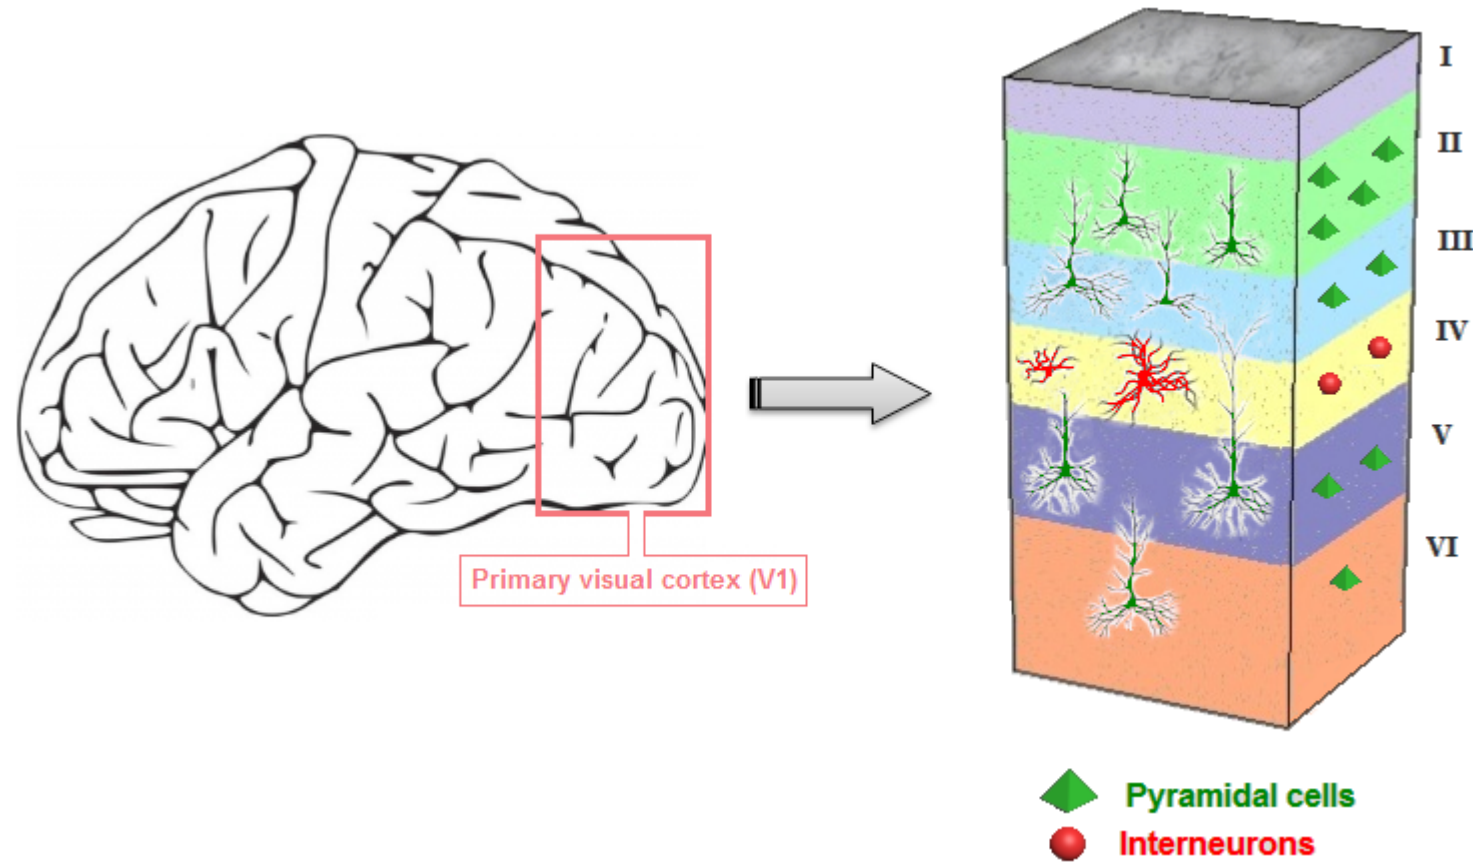 I
II
III
IV
V
VI
Primary visual cortex (V1)
Pyramidal cells
Interneurons